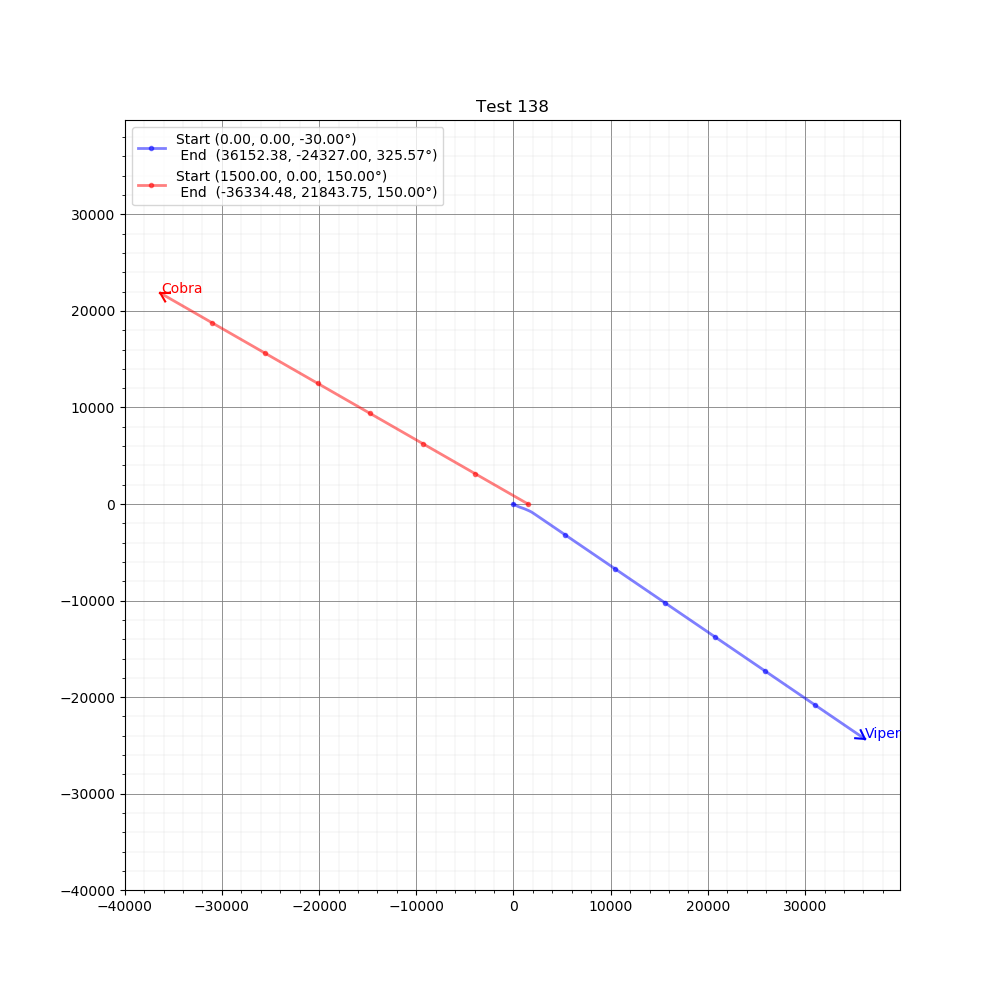 Test 138
Start (0.00, 0.00, -30.00°)
End (36152.38, -24327.00, 325.57°)
Start (1500.00, 0.00, 150.00°)
End (-36334.48, 21843.75, 150.00°)
30000
20000
10000
0
−10000
−20000
−30000
−40000
Cobra
Viper
−40000 −30000 −20000 −10000 0 10000 20000 30000